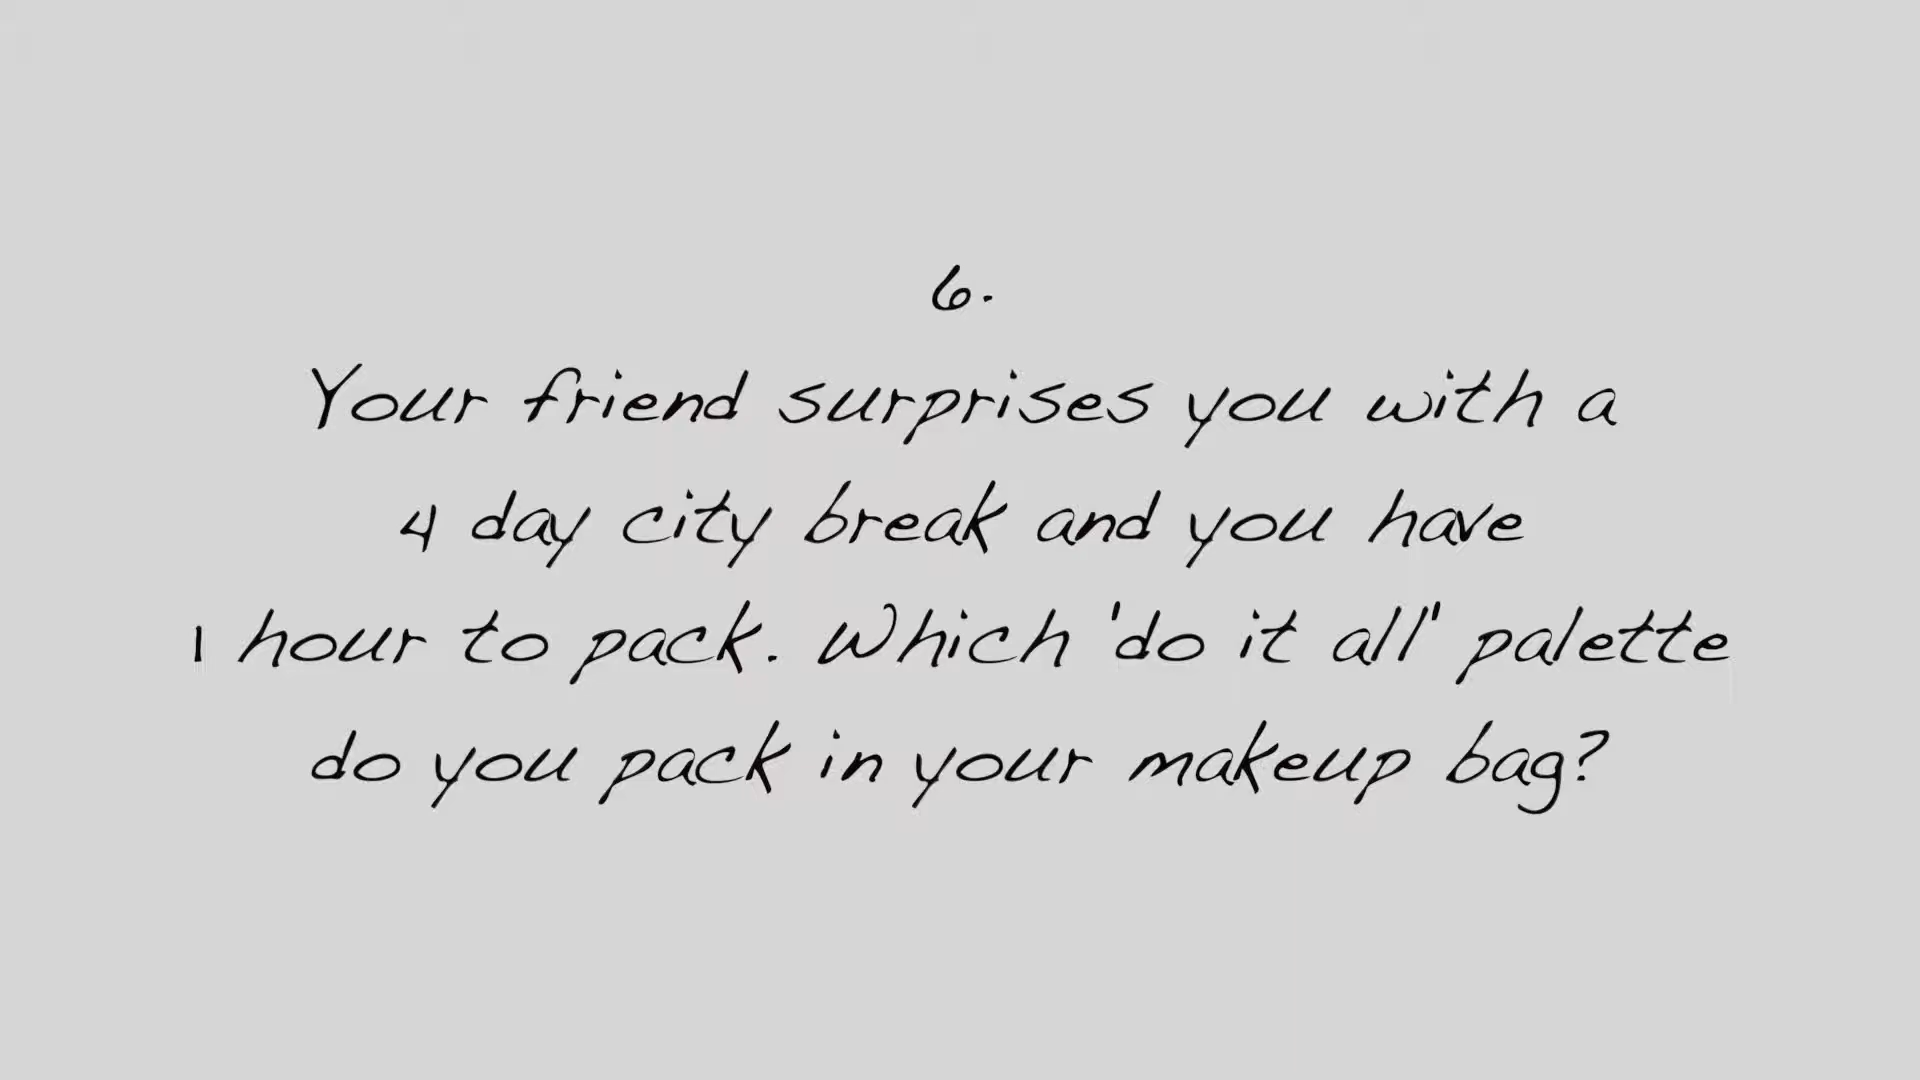 6.
Your friend surprises you with a
4 day city break and you have
1 hour to pack. Which 'do it all' palette
do you pack in your makeup bag?